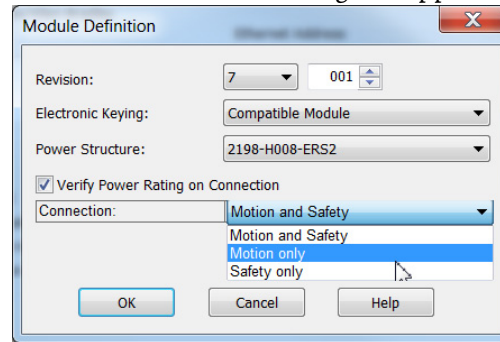 Module Definition
Revision: 7 001
Electronic Keying: Compatible Module
Power Structure: 2198-H008-ERS2
Verify Power Rating on Connection
Connection: Motion and Safety
Motion and Safety
Motion only
Safety only
OK Cancel Help